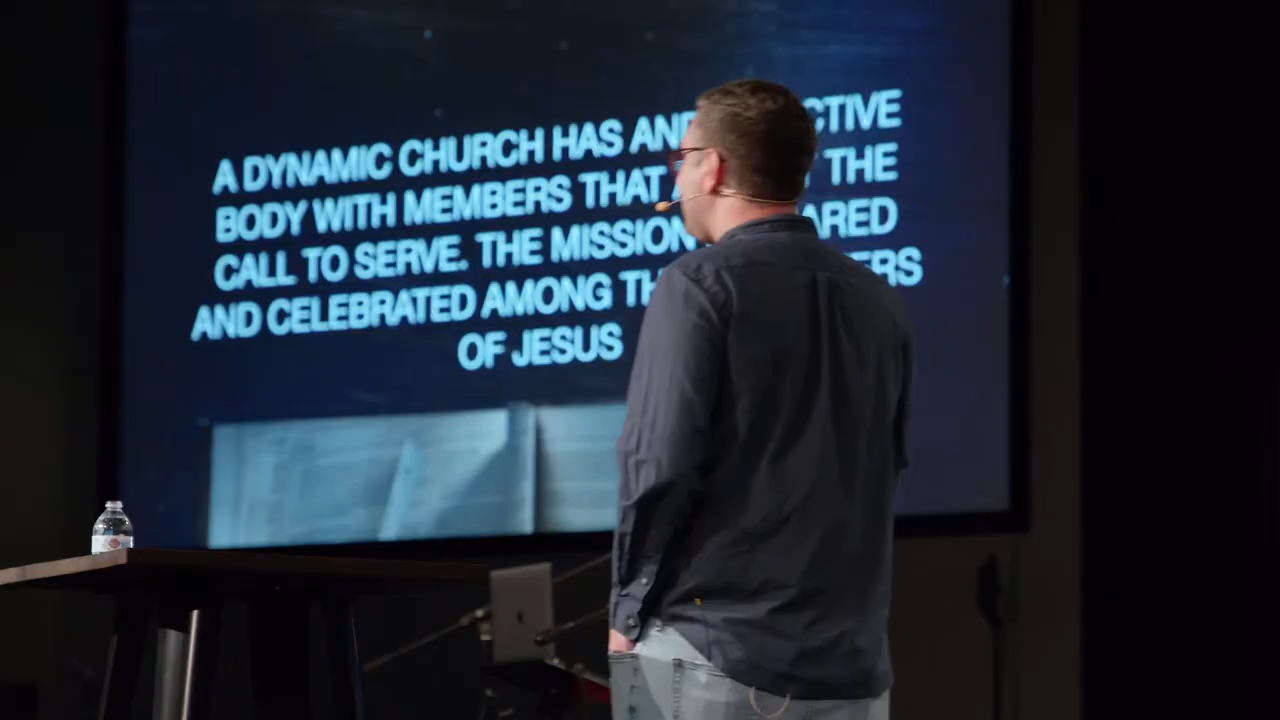 A DYNAMIC CHURCH HAS AN CTIVE
BODY WITH MEMBERS THAT THE
CALL TO SERVE. THE MISSION ARED
AND CELEBRATED AMONG TH ERS
OF JESUS